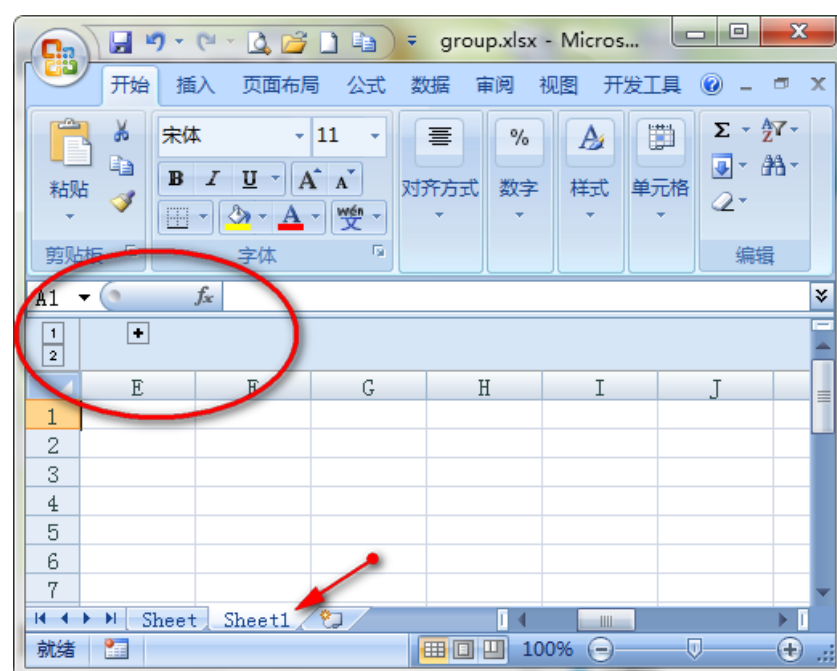 group.xlsx - Micros...
开始 插入 页面布局 公式 数据 审阅 视图 开发工具
宋体 11
Σ
A
Z
B I U A A
wén
文
A
%
A
粘贴 对齐方式 数字 样式 单元格
剪贴板 字体 编辑
A1 fx
1
2
E F G H I J
1
2
3
4
5
6
7
Sheet Sheet1
就绪 100%